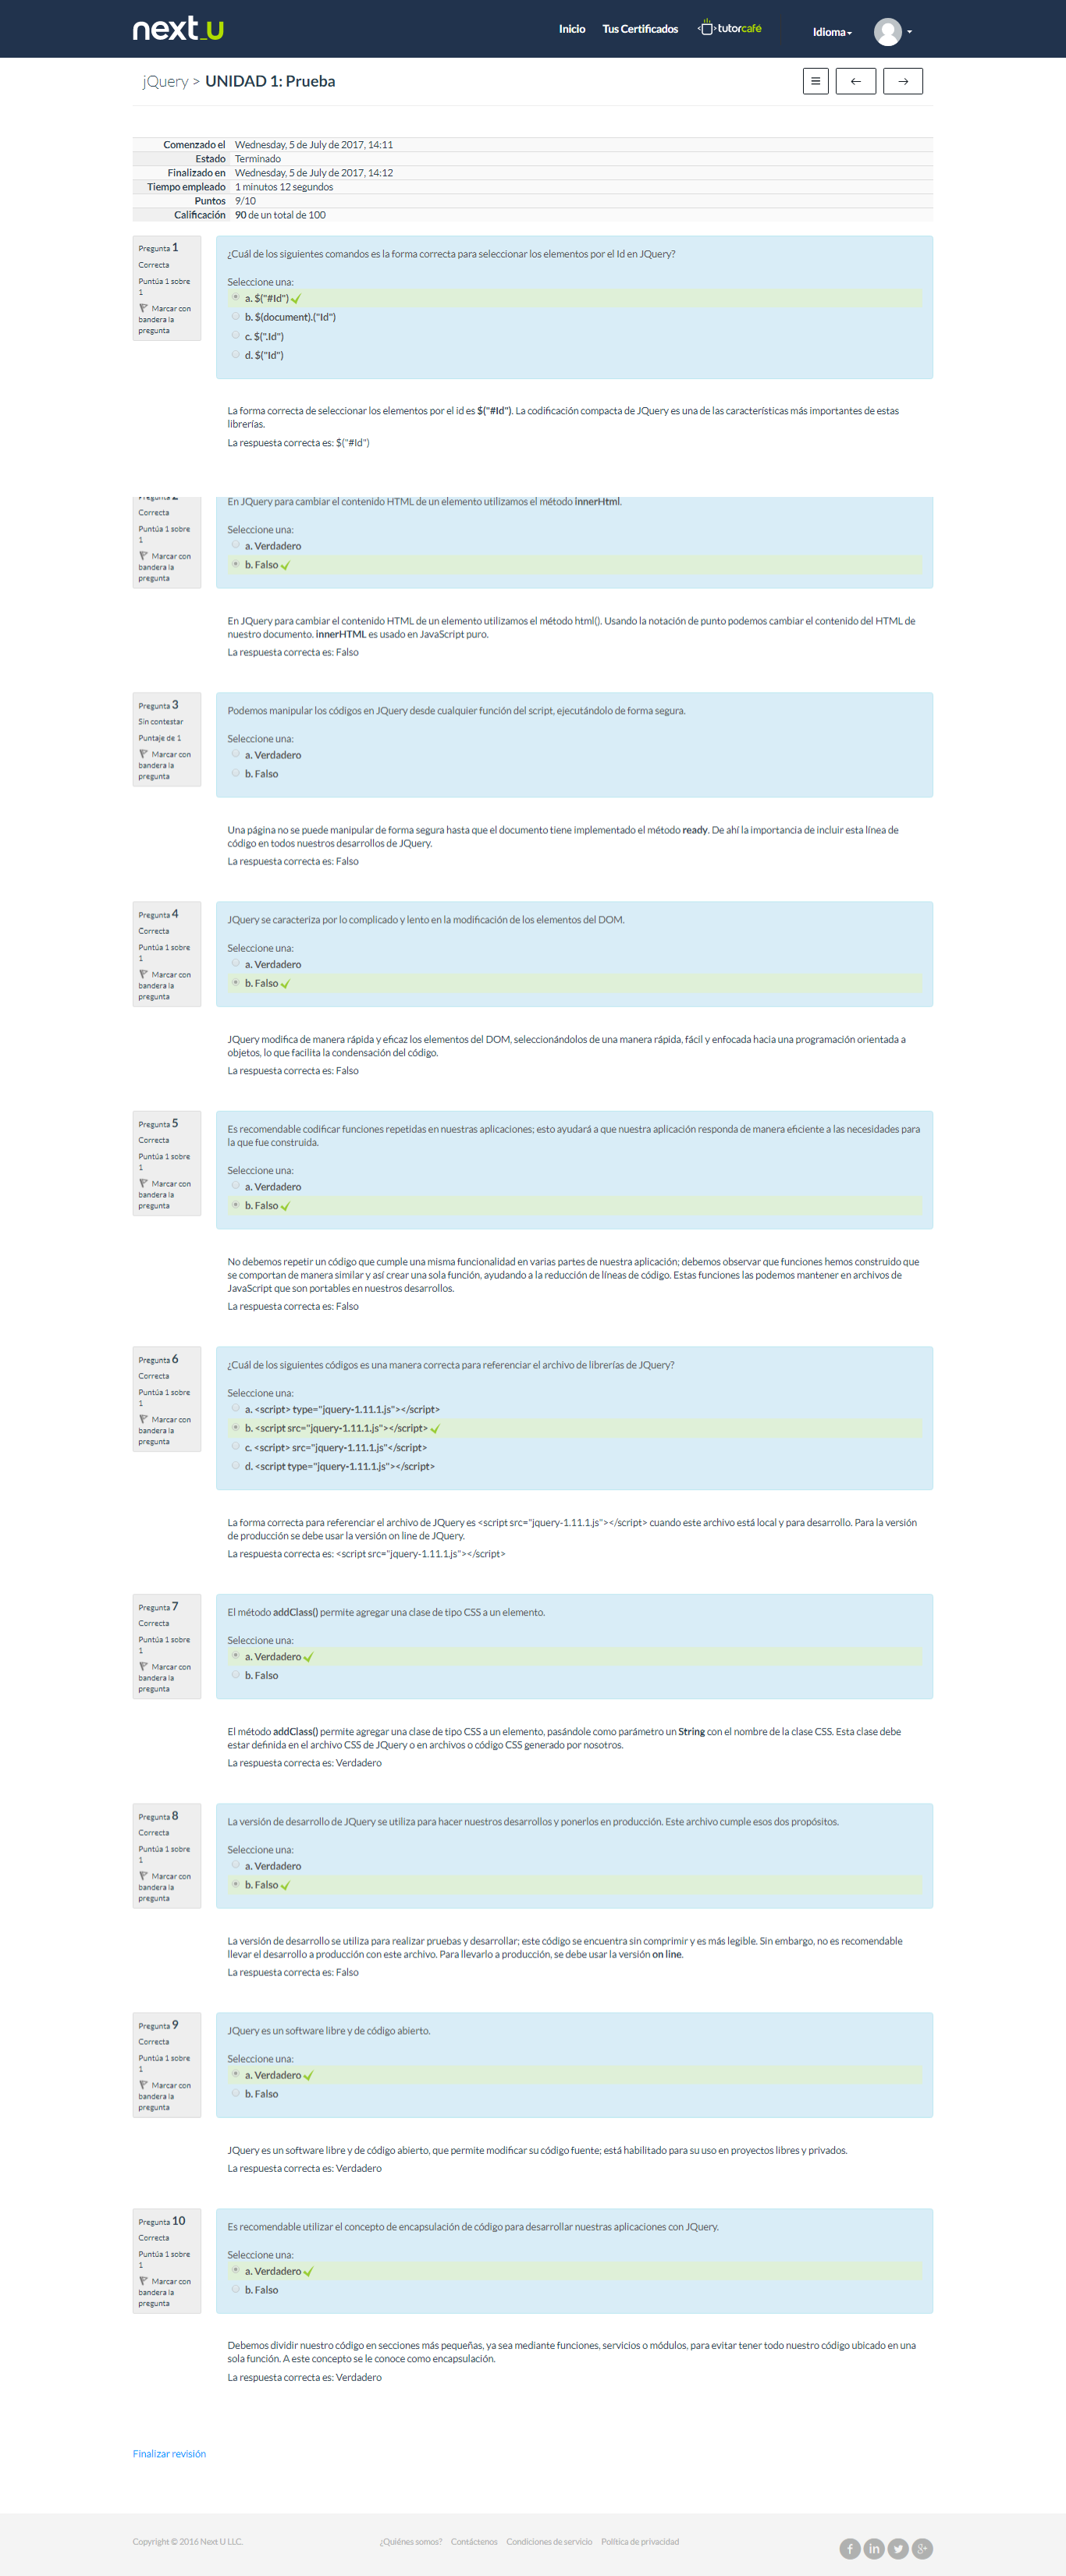 next_U
Inicio Tus Certificados tutorcafé Idioma
jQuery > UNIDAD 1: Prueba
Comenzado el Wednesday, 5 de July de 2017, 14:11
Estado Terminado
Finalizado en Wednesday, 5 de July de 2017, 14:12
Tiempo empleado 1 minutos 12 segundos
Puntos 9/10
Calificación 90 de un total de 100
Pregunta 1
Correcta
Puntúa 1 sobre
1
Marcar con
bandera la
pregunta
¿Cuál de los siguientes comandos es la forma correcta para seleccionar los elementos por el Id en JQuery?
Seleccione una:
a. $("#Id")
b. $(document).("Id")
c. $(".Id")
d. $("Id")
La forma correcta de seleccionar los elementos por el id es $("#Id"). La codificación compacta de JQuery es una de las características más importantes de estas
librerías.
La respuesta correcta es: $("#Id")
Pregunta 2
Correcta
Puntúa 1 sobre
1
Marcar con
bandera la
pregunta
En JQuery para cambiar el contenido HTML de un elemento utilizamos el método innerHtml.
Seleccione una:
a. Verdadero
b. Falso
En JQuery para cambiar el contenido HTML de un elemento utilizamos el método html(). Usando la notación de punto podemos cambiar el contenido del HTML de
nuestro documento. innerHTML es usado en JavaScript puro.
La respuesta correcta es: Falso
Pregunta 3
Sin contestar
Puntaje de 1
Marcar con
bandera la
pregunta
Podemos manipular los códigos en JQuery desde cualquier función del script, ejecutándolo de forma segura.
Seleccione una:
a. Verdadero
b. Falso
Una página no se puede manipular de forma segura hasta que el documento tiene implementado el método ready. De ahí la importancia de incluir esta línea de
código en todos nuestros desarrollos de JQuery.
La respuesta correcta es: Falso
Pregunta 4
Correcta
Puntúa 1 sobre
1
Marcar con
bandera la
pregunta
JQuery se caracteriza por lo complicado y lento en la modificación de los elementos del DOM.
Seleccione una:
a. Verdadero
b. Falso
JQuery modifica de manera rápida y eficaz los elementos del DOM, seleccionándolos de una manera rápida, fácil y enfocada hacia una programación orientada a
objetos, lo que facilita la condensación del código.
La respuesta correcta es: Falso
Pregunta 5
Correcta
Puntúa 1 sobre
1
Marcar con
bandera la
pregunta
Es recomendable codificar funciones repetidas en nuestras aplicaciones; esto ayudará a que nuestra aplicación responda de manera eficiente a las necesidades para
la que fue construida.
Seleccione una:
a. Verdadero
b. Falso
No debemos repetir un código que cumple una misma funcionalidad en varias partes de nuestra aplicación; debemos observar que funciones hemos construido que
se comportan de manera similar y así crear una sola función, ayudando a la reducción de líneas de código. Estas funciones las podemos mantener en archivos de
JavaScript que son portables en nuestros desarrollos.
La respuesta correcta es: Falso
Pregunta 6
Correcta
Puntúa 1 sobre
1
Marcar con
bandera la
pregunta
¿Cuál de los siguientes códigos es una manera correcta para referenciar el archivo de librerías de JQuery?
Seleccione una:
a. <script> type="jquery-1.11.1.js"></script>
b. <script src="jquery-1.11.1.js"></script>
c. <script> src="jquery-1.11.1.js"</script>
d. <script type="jquery-1.11.1.js"></script>
La forma correcta para referenciar el archivo de JQuery es <script src="jquery-1.11.1.js"></script> cuando este archivo está local y para desarrollo. Para la versión
de producción se debe usar la versión on line de JQuery.
La respuesta correcta es: <script src="jquery-1.11.1.js"></script>
Pregunta 7
Correcta
Puntúa 1 sobre
1
Marcar con
bandera la
pregunta
El método addClass() permite agregar una clase de tipo CSS a un elemento.
Seleccione una:
a. Verdadero
b. Falso
El método addClass() permite agregar una clase de tipo CSS a un elemento, pasándole como parámetro un String con el nombre de la clase CSS. Esta clase debe
estar definida en el archivo CSS de JQuery o en archivos o código CSS generado por nosotros.
La respuesta correcta es: Verdadero
Pregunta 8
Correcta
Puntúa 1 sobre
1
Marcar con
bandera la
pregunta
La versión de desarrollo de JQuery se utiliza para hacer nuestros desarrollos y ponerlos en producción. Este archivo cumple esos dos propósitos.
Seleccione una:
a. Verdadero
b. Falso
La versión de desarrollo se utiliza para realizar pruebas y desarrollar; este código se encuentra sin comprimir y es más legible. Sin embargo, no es recomendable
llevar el desarrollo a producción con este archivo. Para llevarlo a producción, se debe usar la versión on line.
La respuesta correcta es: Falso
Pregunta 9
Correcta
Puntúa 1 sobre
1
Marcar con
bandera la
pregunta
JQuery es un software libre y de código abierto.
Seleccione una:
a. Verdadero
b. Falso
JQuery es un software libre y de código abierto, que permite modificar su código fuente; está habilitado para su uso en proyectos libres y privados.
La respuesta correcta es: Verdadero
Pregunta 10
Correcta
Puntúa 1 sobre
1
Marcar con
bandera la
pregunta
Es recomendable utilizar el concepto de encapsulación de código para desarrollar nuestras aplicaciones con JQuery.
Seleccione una:
a. Verdadero
b. Falso
Debemos dividir nuestro código en secciones más pequeñas, ya sea mediante funciones, servicios o módulos, para evitar tener todo nuestro código ubicado en una
sola función. A este concepto se le conoce como encapsulación.
La respuesta correcta es: Verdadero
Finalizar revisión
Copyright © 2016 Next U LLC. ¿Quiénes somos? Contáctenos Condiciones de servicio Política de privacidad